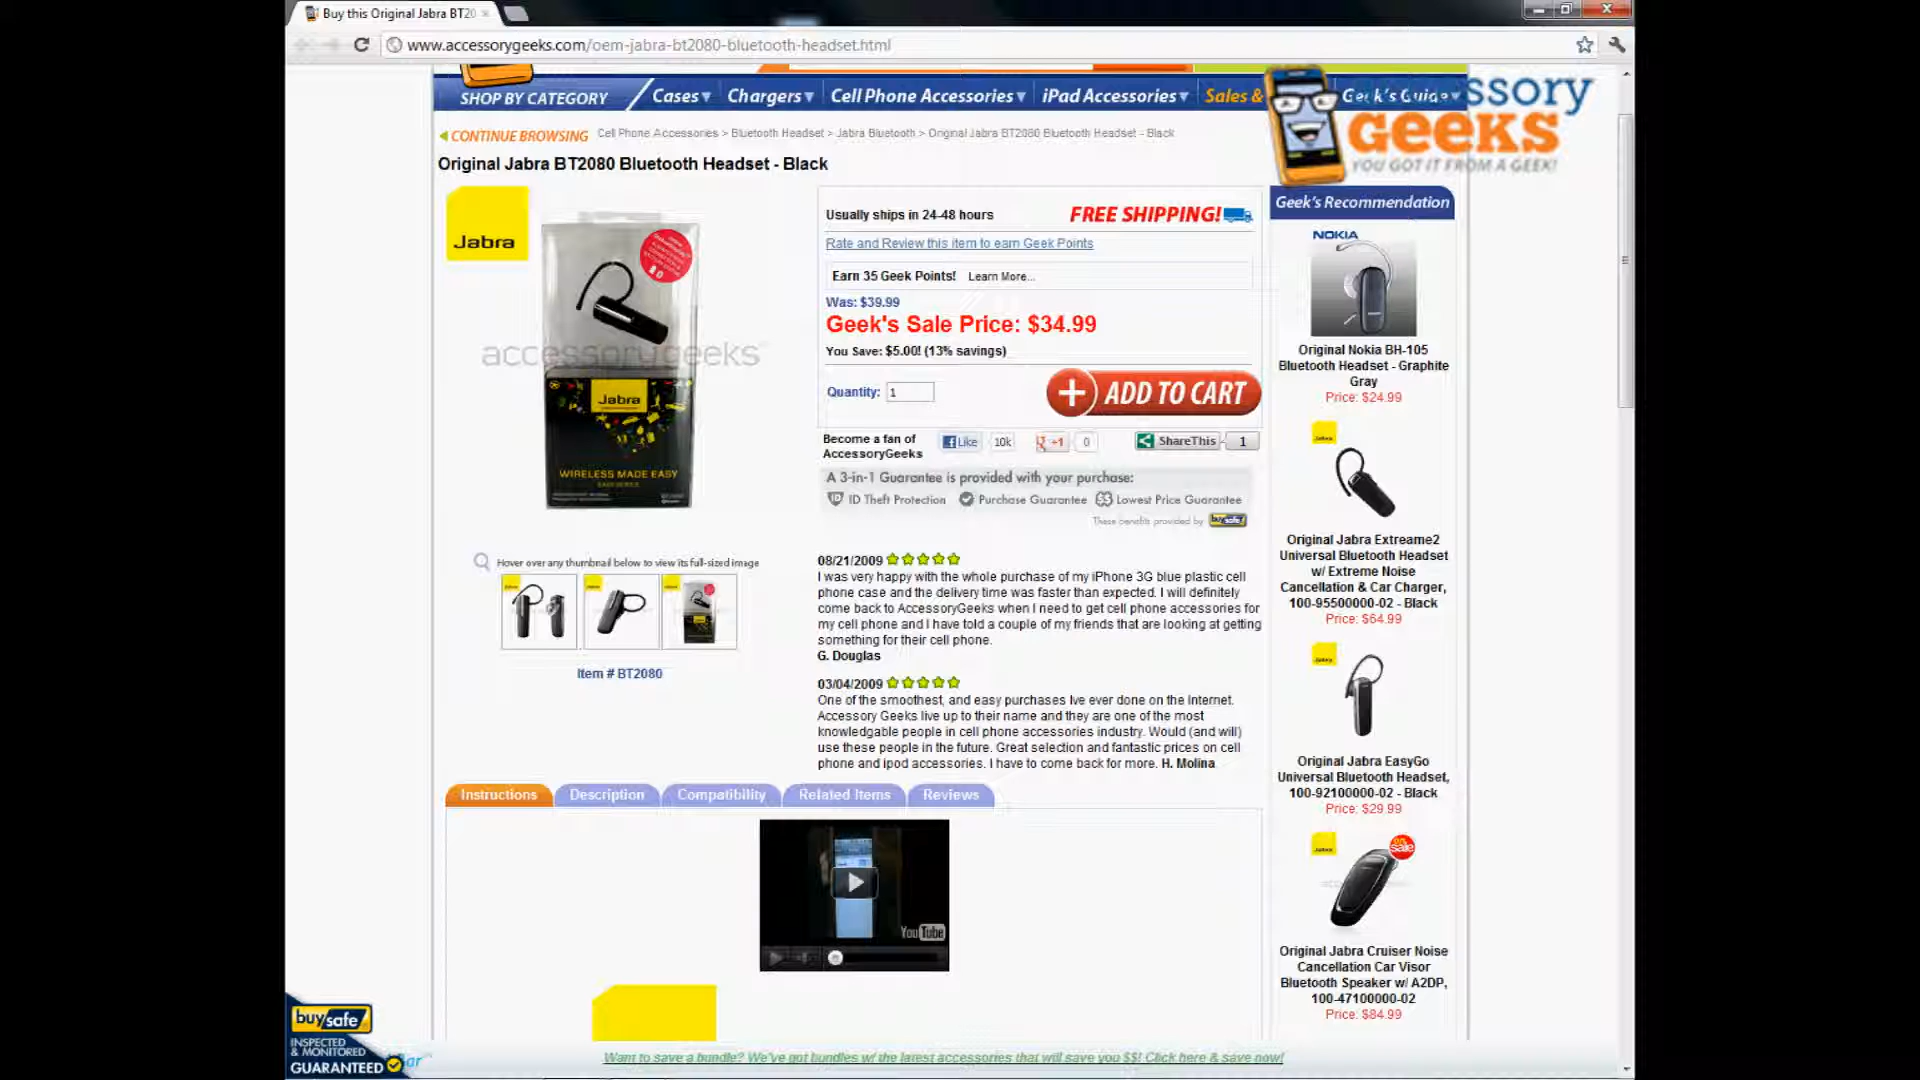 Buy this Original Jabra BT20
www.accessorygeeks.com/oem-jabra-bt2080-bluetooth-headset.html
SHOP BY CATEGORY
Cases
Chargers
Cell Phone Accessories
iPad Accessories
Sales &
Geek's Guide
ssory
GEEKS
YOU GOT IT FROM A GEEK!
CONTINUE BROWSING
Cell Phone Accessories > Bluetooth Headset > Jabra Bluetooth > Original Jabra BT2080 Bluetooth Headset - Black
Original Jabra BT2080 Bluetooth Headset - Black
Jabra
accessorygeeks
Jabra
WIRELESS MADE EASY
Hover over any thumbnail below to view its full-sized image
Item # BT2080
Usually ships in 24-48 hours
FREE SHIPPING!
Rate and Review this item to earn Geek Points
Earn 35 Geek Points! Learn More...
Was: $39.99
Geek's Sale Price: $34.99
You Save: $5.00! (13% savings)
Quantity: 1
ADD TO CART
Become a fan of
AccessoryGeeks
Like 10k
+1 0
ShareThis 1
A 3-in-1 Guarantee is provided with your purchase:
ID Theft Protection
Purchase Guarantee
$$ Lowest Price Guarantee
These benefits provided by buySafe
08/21/2009
I was very happy with the whole purchase of my iPhone 3G blue plastic cell
phone case and the delivery time was faster than expected. I will definitely
come back to AccessoryGeeks when I need to get cell phone accessories for
my cell phone and I have told a couple of my friends that are looking at getting
something for their cell phone.
G. Douglas
03/04/2009
One of the smoothest, and easy purchases Ive ever done on the Internet.
Accessory Geeks live up to their name and they are one of the most
knowledgable people in cell phone accessories industry. Would (and will)
use these people in the future. Great selection and fantastic prices on cell
phone and ipod accessories. I have to come back for more. H. Molina
Instructions
Description
Compatibility
Related Items
Reviews
YouTube
Geek's Recommendation
NOKIA
Original Nokia BH-105
Bluetooth Headset - Graphite
Gray
Price: $24.99
Jabra
Original Jabra Extreame2
Universal Bluetooth Headset
w/ Extreme Noise
Cancellation & Car Charger,
100-95500000-02 - Black
Price: $64.99
Jabra
Original Jabra EasyGo
Universal Bluetooth Headset,
100-92100000-02 - Black
Price: $29.99
Jabra
sale
Original Jabra Cruiser Noise
Cancellation Car Visor
Bluetooth Speaker w/ A2DP,
100-47100000-02
Price: $84.99
buySafe
INSPECTED
& MONITORED
GUARANTEED
Want to save a bundle? We've got bundles w/ the latest accessories that will save you $$! Click here & save now!